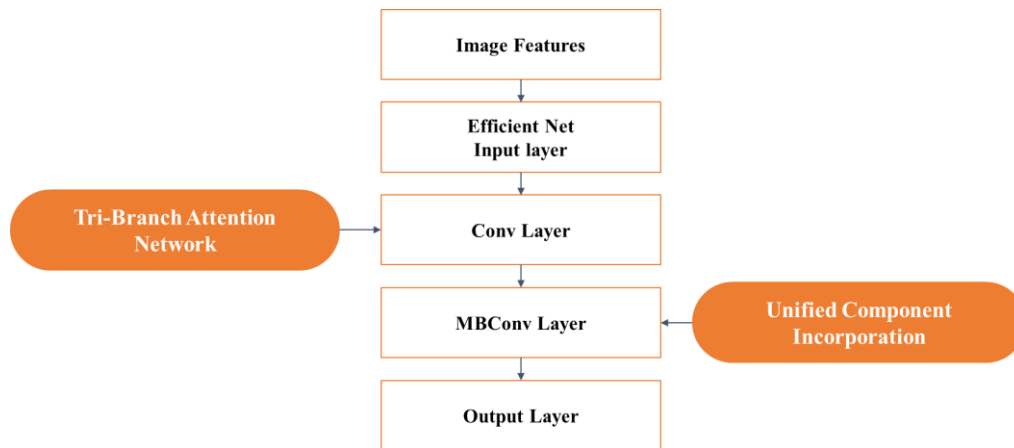 Image Features
Efficient Net
Input layer
Tri-Branch Attention
Network
Conv Layer
MBConv Layer
Unified Component
Incorporation
Output Layer